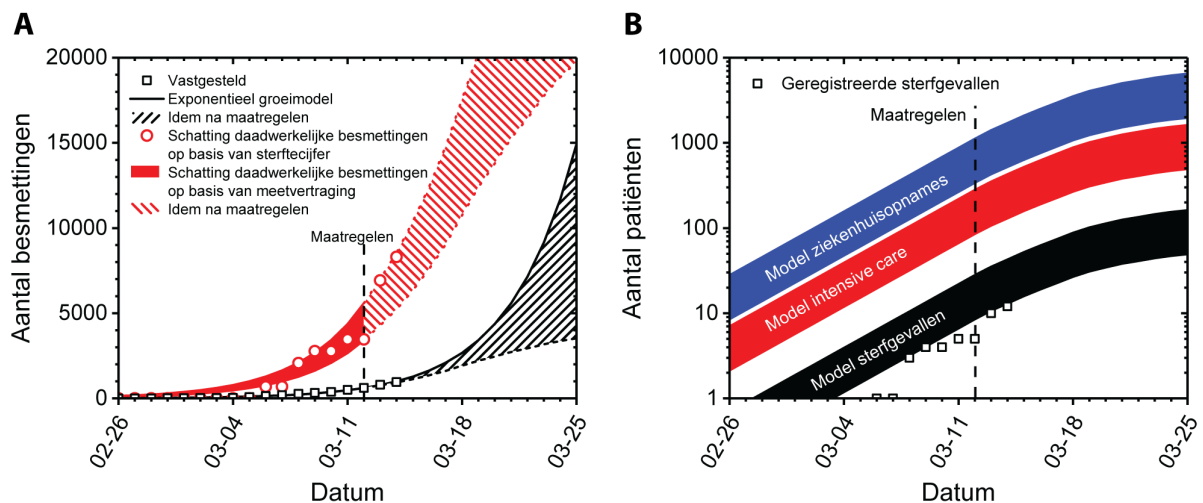 A
20000
15000
10000
5000
0
Aantal besmettingen
Vastgesteld
Exponentieel groeimodel
Idem na maatregelen
Schatting daadwerkelijke besmettingen
op basis van sterftecijfer
Schatting daadwerkelijke besmettingen
op basis van meetvertraging
Idem na maatregelen
Maatregelen
02-26
03-04
03-11
03-18
03-25
Datum
B
10000
1000
100
10
1
Aantal patiënten
Geregistreerde sterfgevallen
Maatregelen
Model ziekenhuisopnames
Model intensive care
Model sterfgevallen
02-26
03-04
03-11
03-18
03-25
Datum